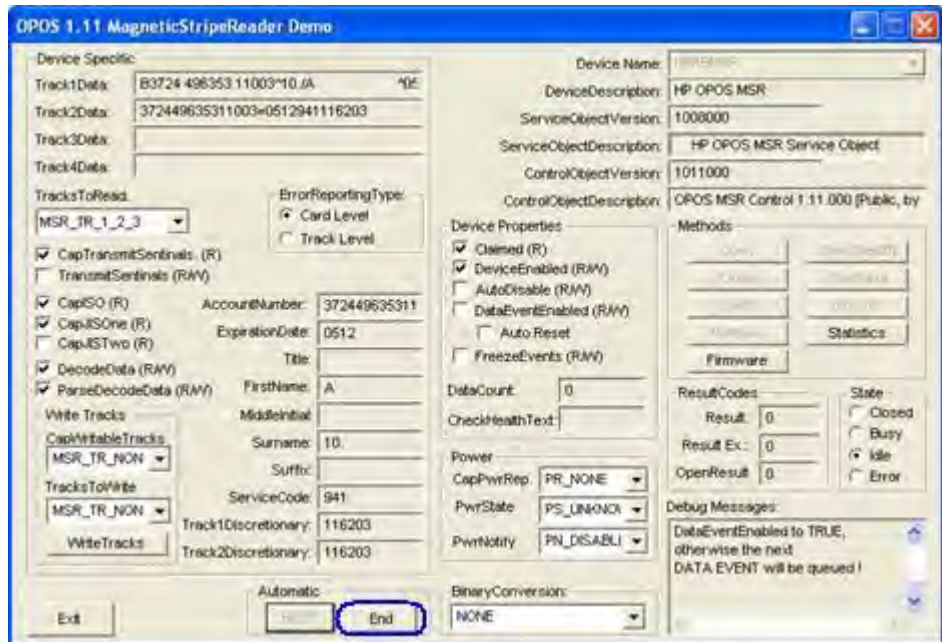 OPOS 1.11 MagneticStripeReader Demo
Device Specific
Track1Data: B3724 496353 11003^10./A ^05
Track2Data: 372449635311003=0512941116203
Track3Data:
Track4Data:
TracksToRead:
MSR_TR_1_2_3
ErrorReportingType:
Card Level
Track Level
CapTransmitSentinals (R)
TransmitSentinals (R/W)
CapISO (R)
CapJISOne (R)
CapJISTwo (R)
DecodeData (R/W)
ParseDecodeData (R/W)
Write Tracks
CapWritableTracks
MSR_TR_NON
TracksToWrite
MSR_TR_NON
WriteTracks
AccountNumber: 372449635311
ExpirationDate: 0512
Title:
FirstName: A
MiddleInitial:
Surname: 10.
Suffix:
ServiceCode: 941
Track1Discretionary: 116203
Track2Discretionary: 116203
Exit
Automatic
End
Device Name:
DeviceDescription: HP OPOS MSR
ServiceObjectVersion: 1008000
ServiceObjectDescription: HP OPOS MSR Service Object
ControlObjectVersion: 1011000
ControlObjectDescription: OPOS MSR Control 1.11.000 [Public, by
Device Properties
Claimed (R)
DeviceEnabled (R/W)
AutoDisable (R/W)
DataEventEnabled (R/W)
Auto Reset
FreezeEvents (R/W)
DataCount: 0
CheckHealthText:
Power
CapPwrRep. PR_NONE
PwrState PS_UNKNOV
PwrNotify PN_DISABLI
BinaryConversion:
NONE
Methods
Statistics
Firmware
ResultCodes
Result: 0
Result Ex.: 0
OpenResult 0
State
Closed
Busy
Idle
Error
Debug Messages:
DataEventEnabled to TRUE,
otherwise the next
DATA EVENT will be queued !